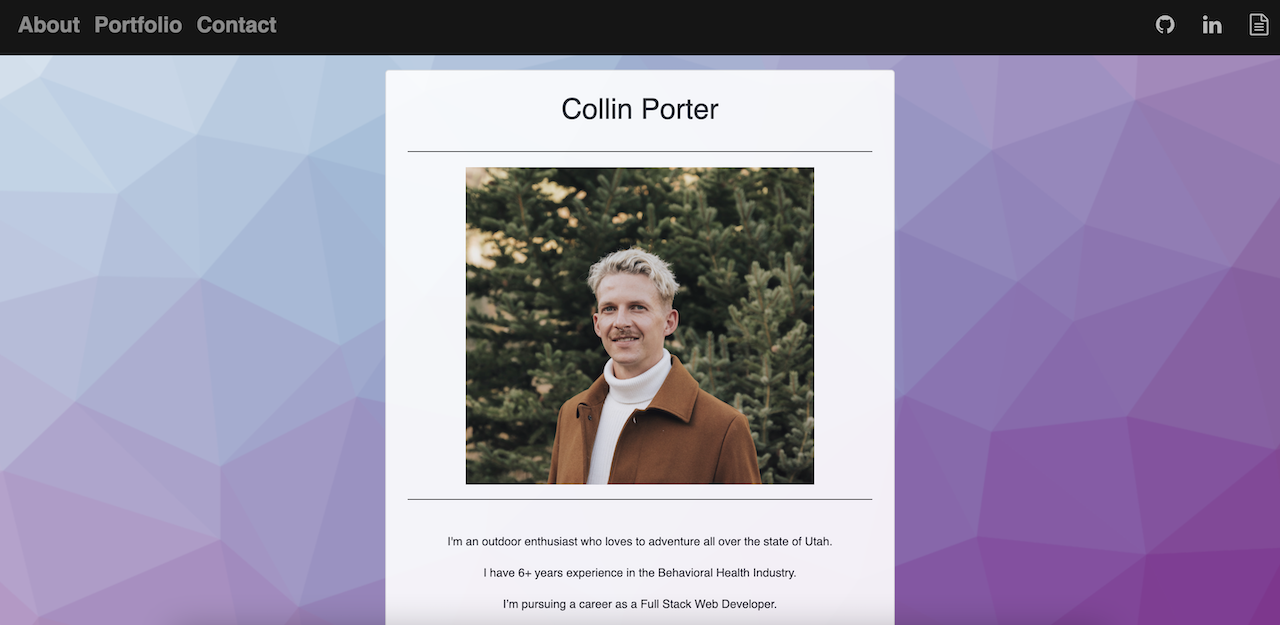 About Portfolio Contact
in
Collin Porter
I'm an outdoor enthusiast who loves to adventure all over the state of Utah.
I have 6+ years experience in the Behavioral Health Industry.
I'm pursuing a career as a Full Stack Web Developer.